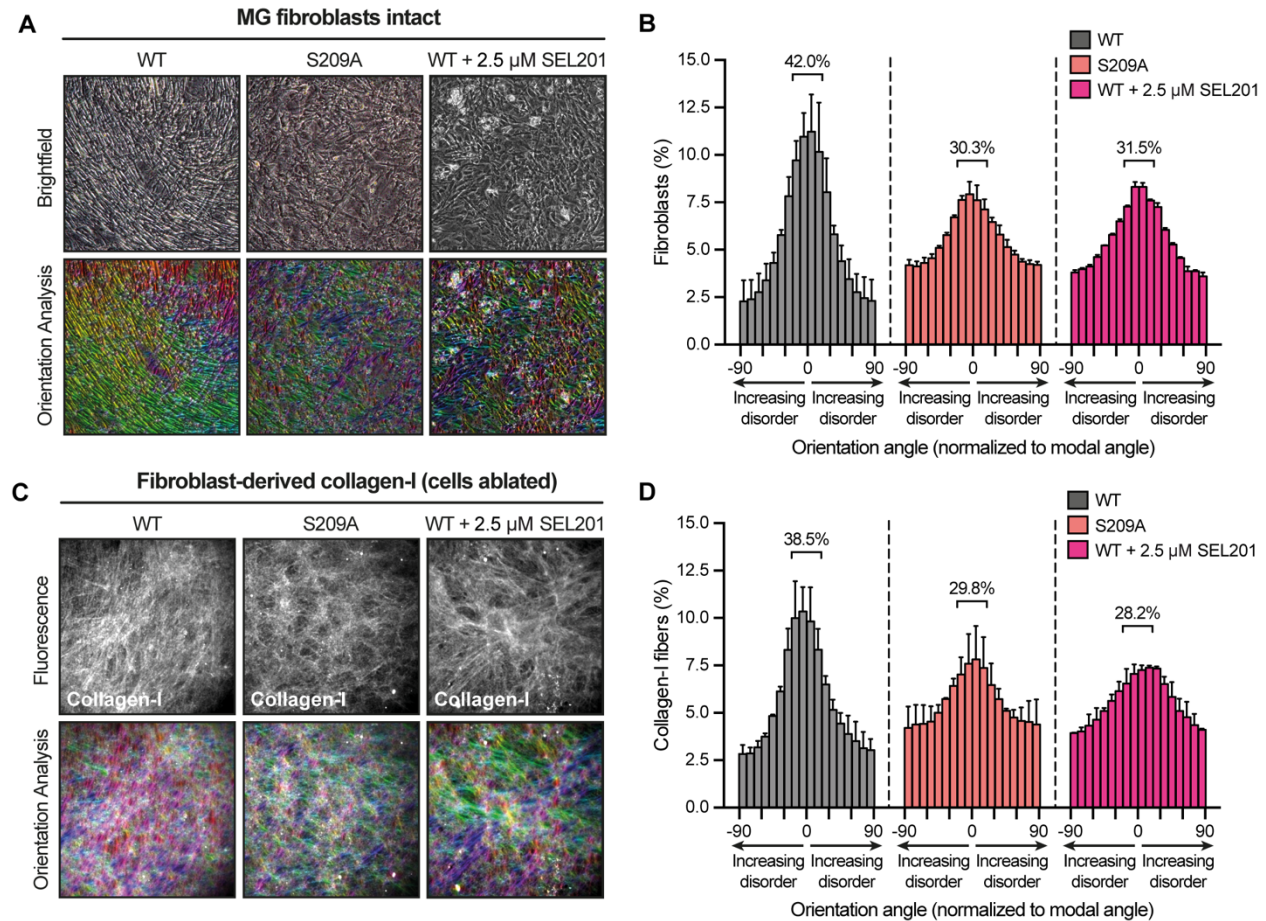 A
MG fibroblasts intact
WT
S209A
WT + 2.5 µM SEL201
Brightfield
Orientation Analysis
B
WT
S209A
WT + 2.5 µM SEL201
Fibroblasts (%)
15.0
12.5
10.0
7.5
5.0
2.5
0.0
42.0%
30.3%
31.5%
-90 0 90 -90 0 90 -90 0 90
Increasing disorder Increasing disorder Increasing disorder Increasing disorder Increasing disorder Increasing disorder
Orientation angle (normalized to modal angle)
C
Fibroblast-derived collagen-I (cells ablated)
WT
S209A
WT + 2.5 µM SEL201
Fluorescence
Collagen-I
Collagen-I
Collagen-I
Orientation Analysis
D
WT
S209A
WT + 2.5 µM SEL201
Collagen-I fibers (%)
15.0
12.5
10.0
7.5
5.0
2.5
0.0
38.5%
29.8%
28.2%
-90 0 90 -90 0 90 -90 0 90
Increasing disorder Increasing disorder Increasing disorder Increasing disorder Increasing disorder Increasing disorder
Orientation angle (normalized to modal angle)